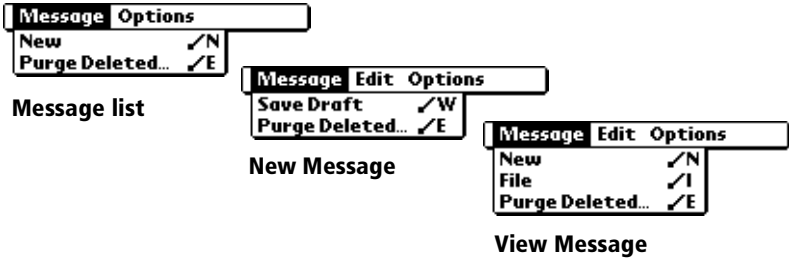 Message Options
New ✓N
Purge Deleted... ✓E
Message list
Message Edit Options
Save Draft ✓W
Purge Deleted... ✓E
New Message
Message Edit Options
New ✓N
File ✓I
Purge Deleted... ✓E
View Message